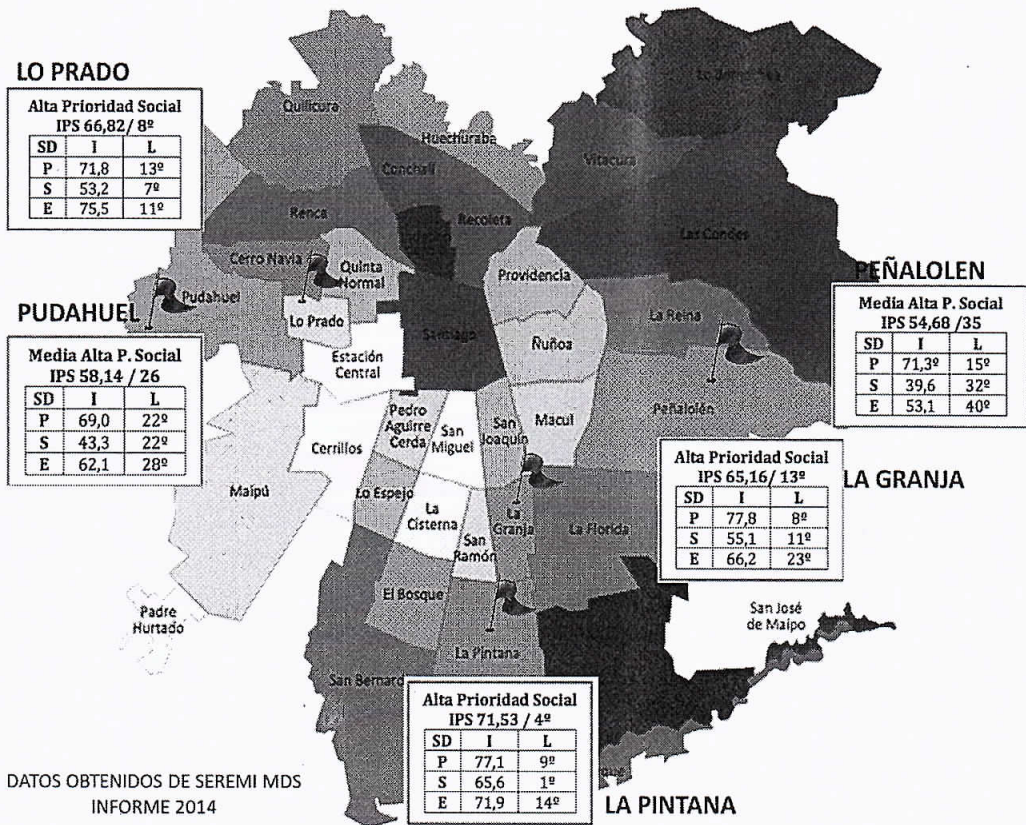 LO PRADO
Alta Prioridad Social
IPS 66,82/ 8º
SD I L
P 71,8 13º
S 53,2 7º
E 75,5 11º
Quilicura
Huechuraba
Conchalí
Vitacura
Renca
Recoleta
Las Condes
Cerro Navia
Quinta
Normal
Providencia
PUDAHUEL
Pudahuel
Lo Prado
Santiago
Estación
Central
Ñuñoa
La Reina
Media Alta P. Social
IPS 58,14 / 26
SD I L
P 69,0 22º
S 43,3 22º
E 62,1 28º
PEÑALOLEN
Media Alta P. Social
IPS 54,68 /35
SD I L
P 71,3º 15º
S 39,6 32º
E 53,1 40º
Peñalolén
Cerrillos
Pedro
Aguirre
Cerda
San
Miguel
San
Joaquín
Macul
Maipú
Lo Espejo
La
Cisterna
San
Ramón
La
Granja
La Florida
LA GRANJA
Alta Prioridad Social
IPS 65,16/ 13º
SD I L
P 77,8 8º
S 55,1 11º
E 66,2 23º
El Bosque
Padre
Hurtado
San José
de Maipo
La Pintana
San Bernard
Alta Prioridad Social
IPS 71,53 / 4º
SD I L
P 77,1 9º
S 65,6 1º
E 71,9 14º
LA PINTANA
DATOS OBTENIDOS DE SEREMI MDS
INFORME 2014